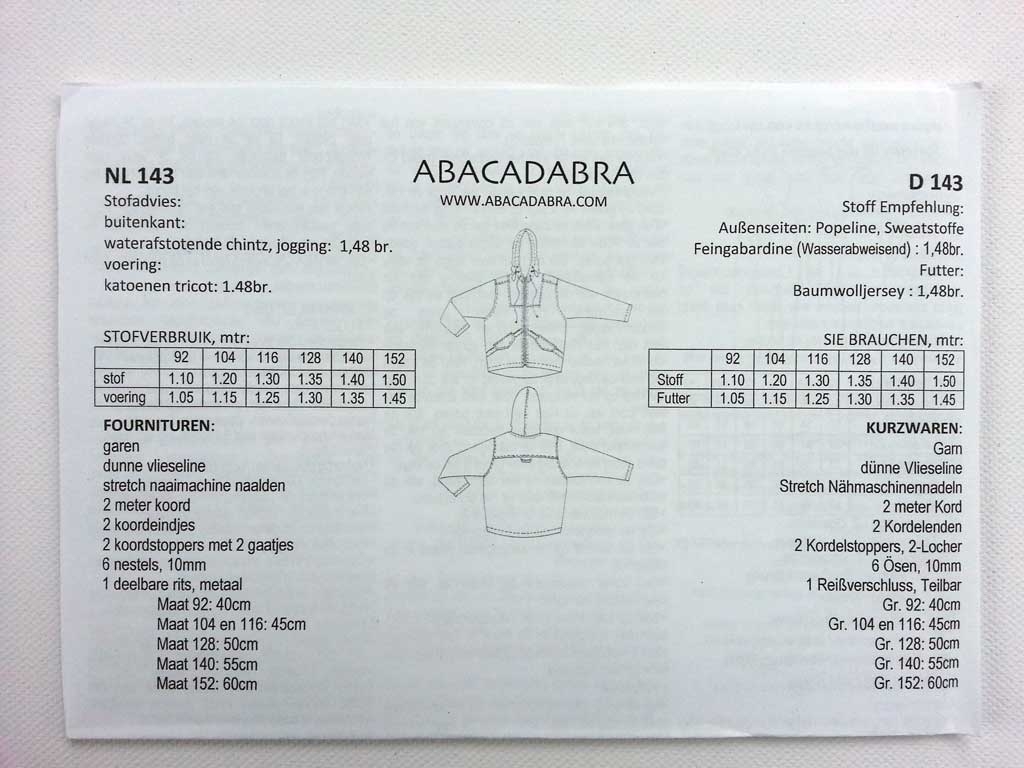 ABACADABRA
WWW.ABACADABRA.COM
NL 143
Stofadvies:
buitenkant:
waterafstotende chintz, jogging: 1,48 br.
voering:
katoenen tricot: 1.48br.
STOFVERBRUIK, mtr:
92 104 116 128 140 152
stof 1.10 1.20 1.30 1.35 1.40 1.50
voering 1.05 1.15 1.25 1.30 1.35 1.45
FOURNITUREN:
garen
dunne vlieseline
stretch naaimachine naalden
2 meter koord
2 koordeindjes
2 koordstoppers met 2 gaatjes
6 nestels, 10mm
1 deelbare rits, metaal
Maat 92: 40cm
Maat 104 en 116: 45cm
Maat 128: 50cm
Maat 140: 55cm
Maat 152: 60cm
D 143
Stoff Empfehlung:
Außenseiten: Popeline, Sweatstoffe
Feingabardine (Wasserabweisend) : 1,48br.
Futter:
Baumwolljersey : 1,48br.
SIE BRAUCHEN, mtr:
92 104 116 128 140 152
Stoff 1.10 1.20 1.30 1.35 1.40 1.50
Futter 1.05 1.15 1.25 1.30 1.35 1.45
KURZWAREN:
Garn
dünne Vlieseline
Stretch Nähmaschinennadeln
2 meter Kord
2 Kordelenden
2 Kordelstoppers, 2-Locher
6 Ösen, 10mm
1 Reißverschluss, Teilbar
Gr. 92: 40cm
Gr. 104 en 116: 45cm
Gr. 128: 50cm
Gr. 140: 55cm
Gr. 152: 60cm